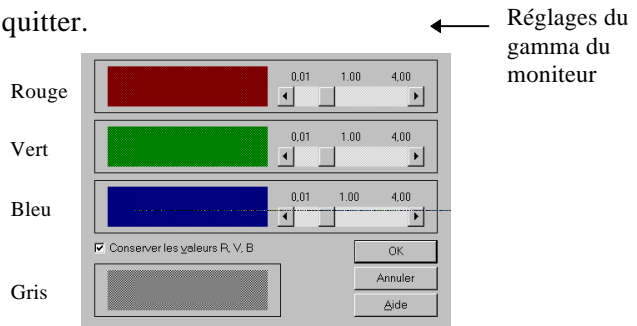 quitter.
Réglages du
gamma du
moniteur
Rouge
0,01 1.00 4,00
Vert
0,01 1.00 4,00
Bleu
0,01 1.00 4,00
Conserver les valeurs R, V, B
OK
Annuler
Gris
Aide